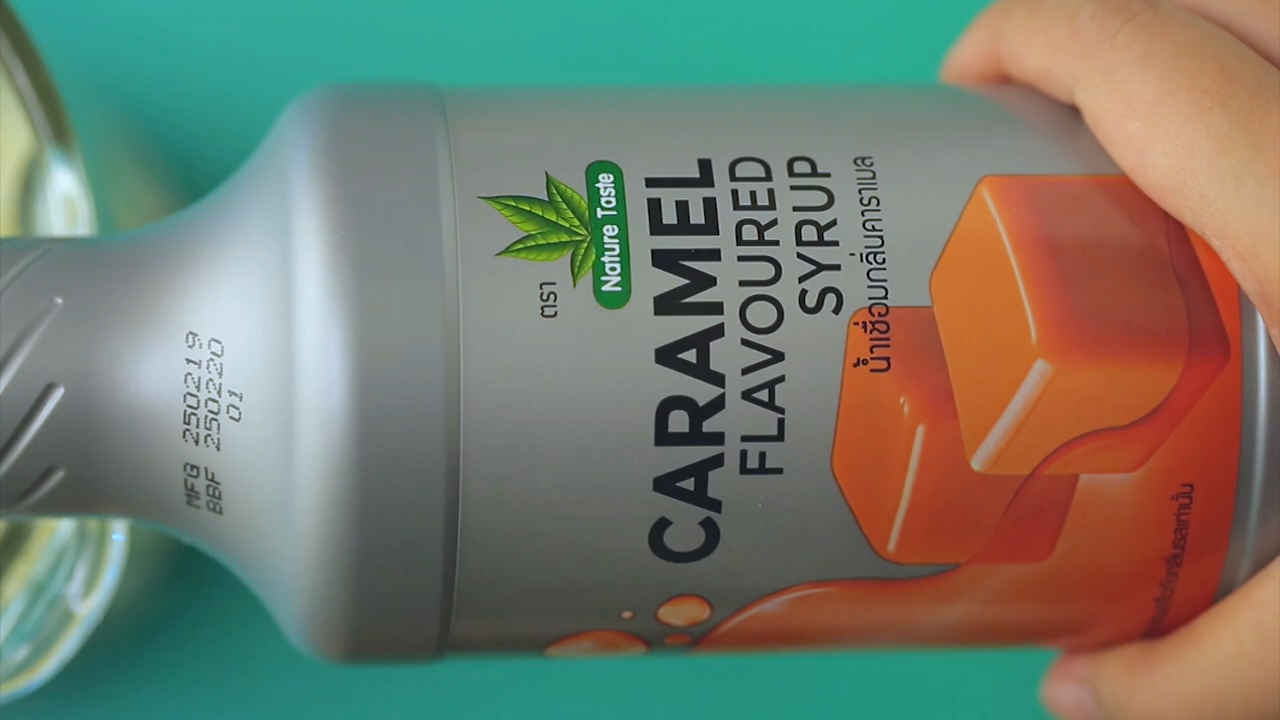 ตรา
Nature Taste
CARAMEL
FLAVOURED
SYRUP
น้ำเชื่อมกลิ่นคาราเมล
MFG 250219
BBF 250220
01